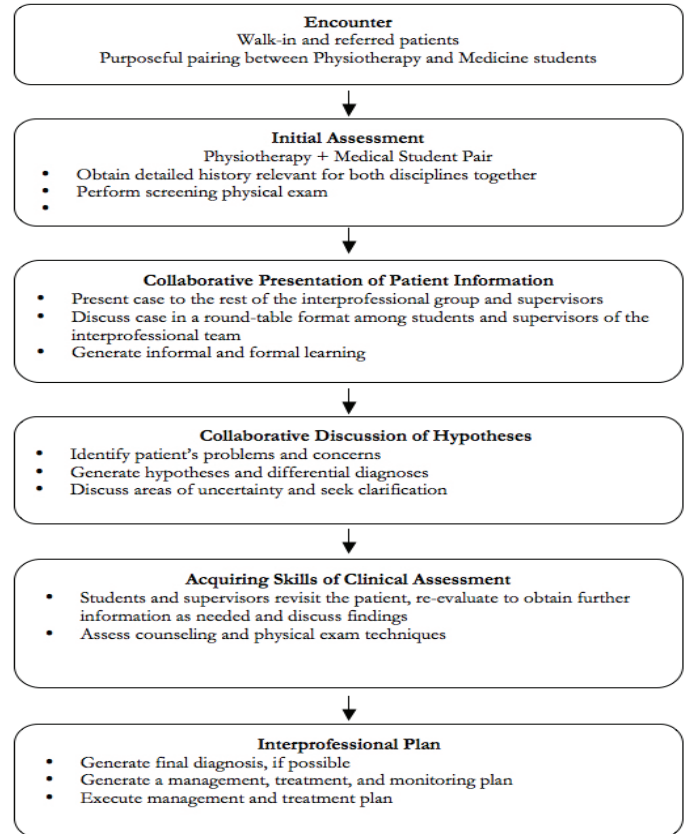 Encounter
Walk-in and referred patients
Purposeful pairing between Physiotherapy and Medicine students
Initial Assessment
Physiotherapy + Medical Student Pair
• Obtain detailed history relevant for both disciplines together
• Perform screening physical exam
•
Collaborative Presentation of Patient Information
• Present case to the rest of the interprofessional group and supervisors
• Discuss case in a round-table format among students and supervisors of the
interprofessional team
• Generate informal and formal learning
Collaborative Discussion of Hypotheses
• Identify patient's problems and concerns
• Generate hypotheses and differential diagnoses
• Discuss areas of uncertainty and seek clarification
Acquiring Skills of Clinical Assessment
• Students and supervisors revisit the patient, re-evaluate to obtain further
information as needed and discuss findings
• Assess counseling and physical exam techniques
Interprofessional Plan
• Generate final diagnosis, if possible
• Generate a management, treatment, and monitoring plan
• Execute management and treatment plan